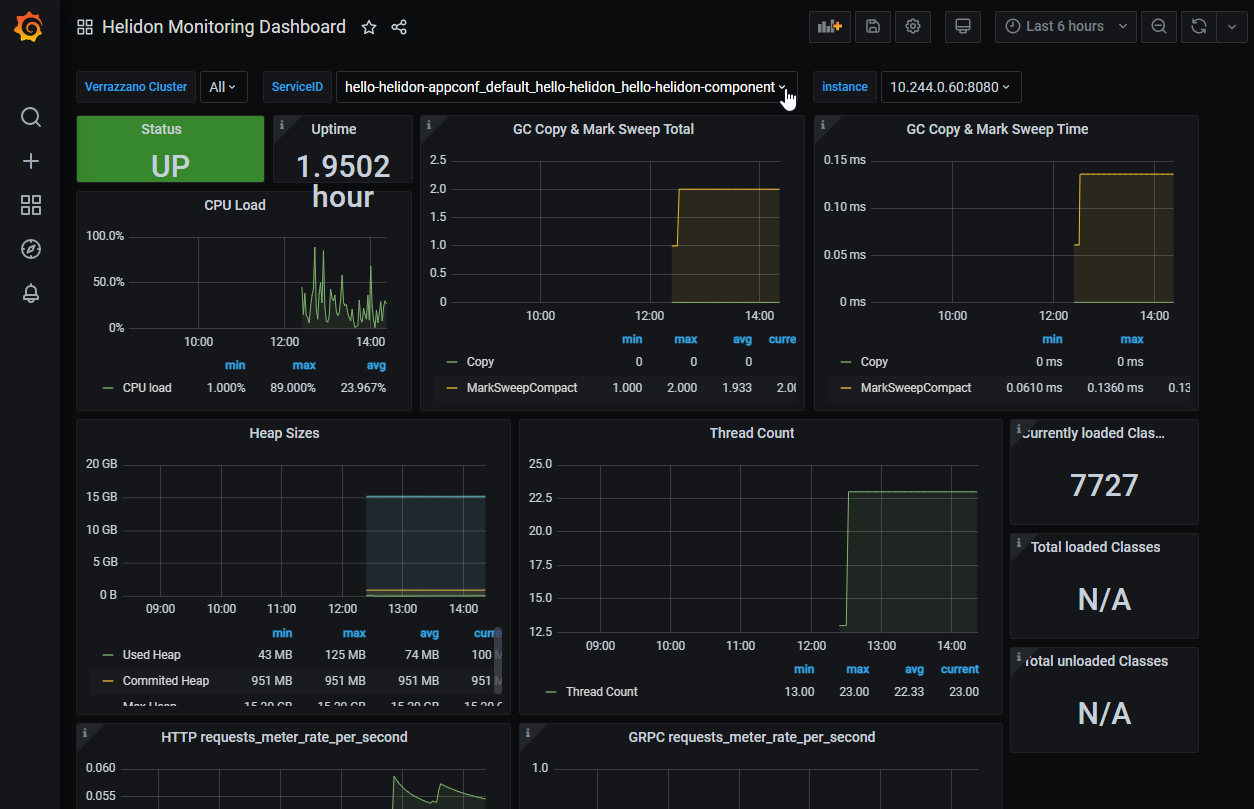 Helidon Monitoring Dashboard
Last 6 hours
Verrazzano Cluster
All
ServiceID
hello-helidon-appconf_default_hello-helidon_hello-helidon-component
instance
10.244.0.60:8080
Status
UP
Uptime
1.9502
hour
CPU Load
100.0%
50.0%
0%
10:00 12:00 14:00
min max avg
CPU load 1.000% 89.000% 23.967%
GC Copy & Mark Sweep Total
2.5
2.0
1.5
1.0
0.5
0
10:00 12:00 14:00
min max avg curre
Copy 0 0 0
MarkSweepCompact 1.000 2.000 1.933 2.00
GC Copy & Mark Sweep Time
0.15 ms
0.10 ms
0.05 ms
0 ms
10:00 12:00 14:00
min max
Copy 0 ms 0 ms
MarkSweepCompact 0.0610 ms 0.1360 ms 0.13
Heap Sizes
20 GB
15 GB
10 GB
5 GB
0 B
09:00 10:00 11:00 12:00 13:00 14:00
min max avg curr
Used Heap 43 MB 125 MB 74 MB 100 M
Commited Heap 951 MB 951 MB 951 MB 951
Max Heap
Thread Count
25.0
22.5
20.0
17.5
15.0
12.5
09:00 10:00 11:00 12:00 13:00 14:00
min max avg current
Thread Count 13.00 23.00 22.33 23.00
Currently loaded Clas...
7727
Total loaded Classes
N/A
Total unloaded Classes
N/A
HTTP requests_meter_rate_per_second
0.060
0.055
GRPC requests_meter_rate_per_second
1.0